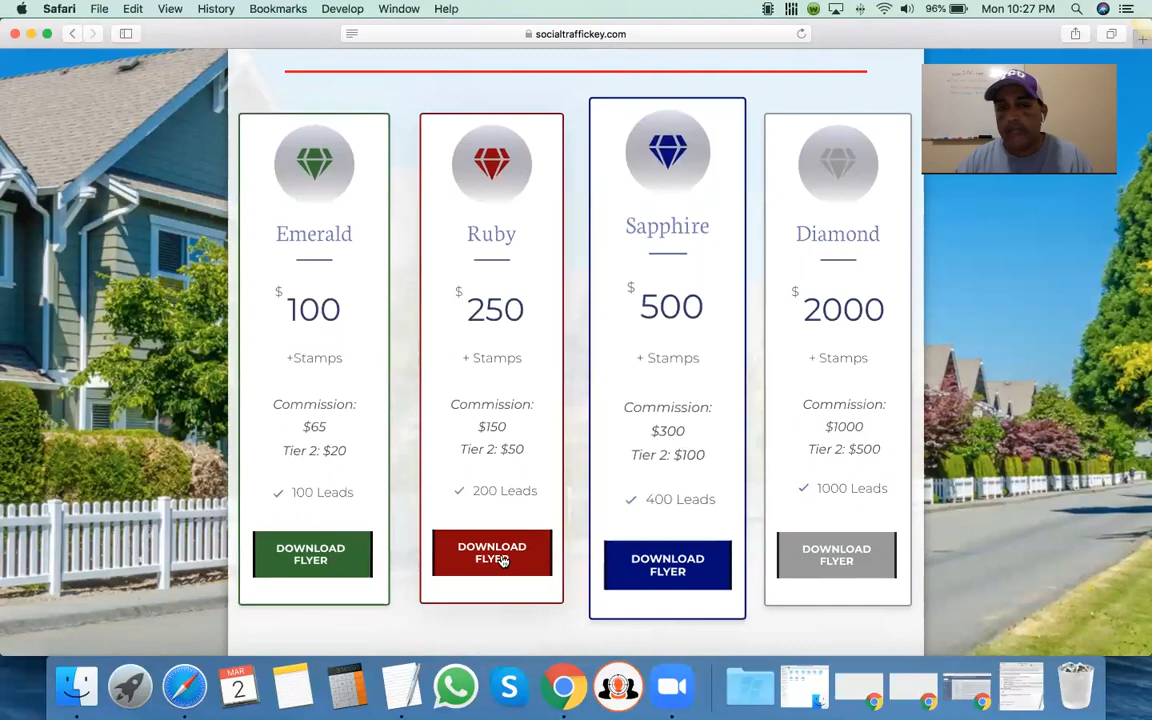 Safari File Edit View History Bookmarks Develop Window Help 96% Mon 10:27 PM
socialtraffickey.com
Emerald
$100
+Stamps
Commission:
$65
Tier 2: $20
100 Leads
DOWNLOAD
FLYER
Ruby
$250
+ Stamps
Commission:
$150
Tier 2: $50
200 Leads
DOWNLOAD
FLYER
Sapphire
$500
+ Stamps
Commission:
$300
Tier 2: $100
400 Leads
DOWNLOAD
FLYER
Diamond
$2000
+ Stamps
Commission:
$1000
Tier 2: $500
1000 Leads
DOWNLOAD
FLYER
MAR
2
S